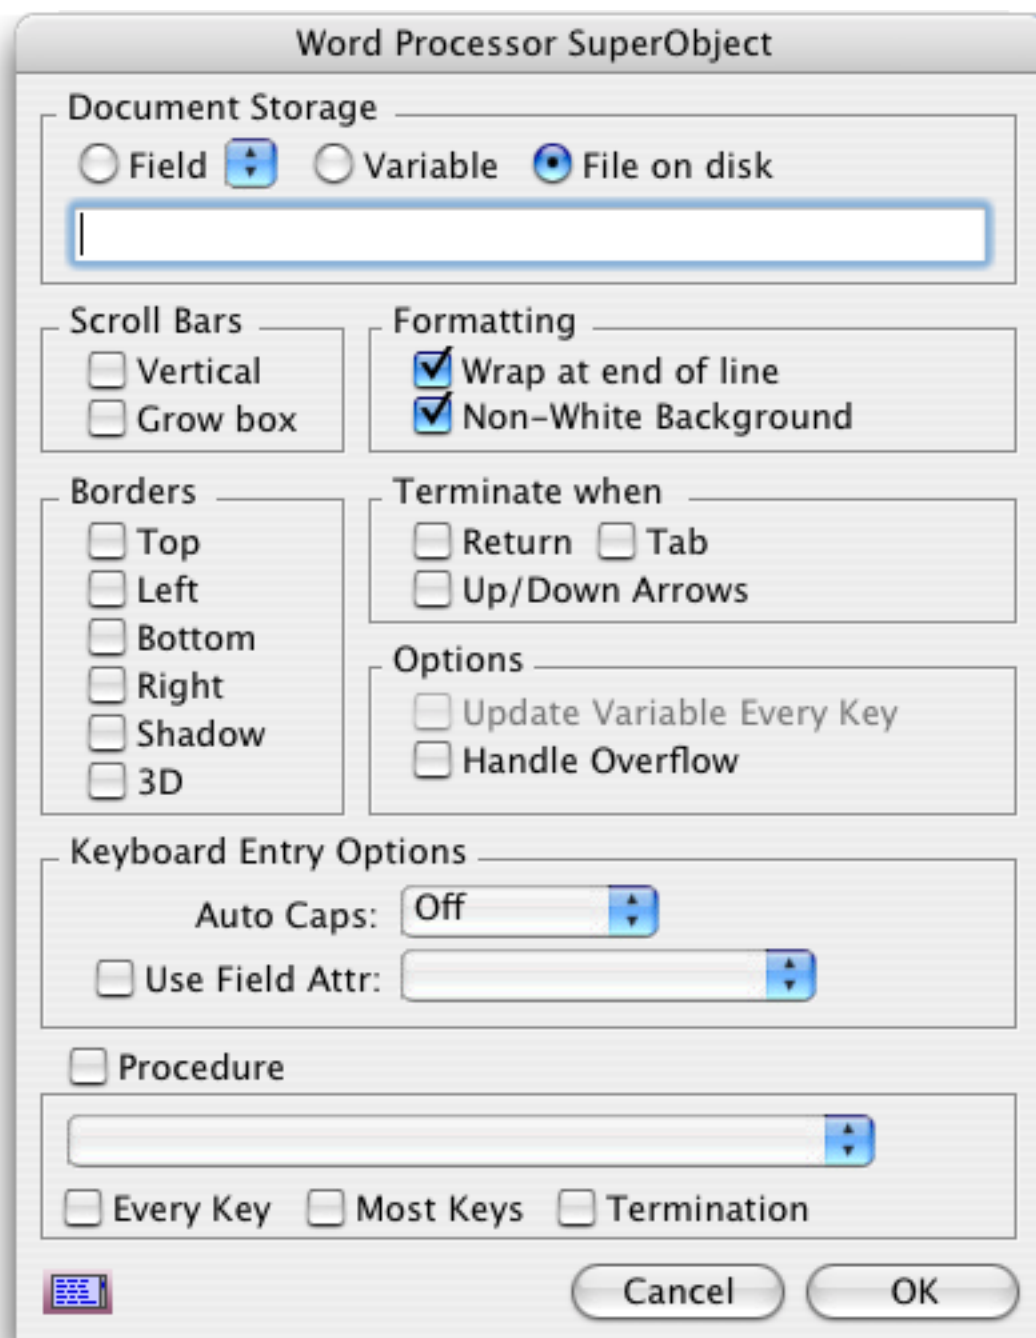 Word Processor SuperObject
Document Storage
Field Variable File on disk
Scroll Bars
Vertical
Grow box
Formatting
Wrap at end of line
Non-White Background
Borders
Top
Left
Bottom
Right
Shadow
3D
Terminate when
Return Tab
Up/Down Arrows
Options
Update Variable Every Key
Handle Overflow
Keyboard Entry Options
Auto Caps: Off
Use Field Attr:
Procedure
Every Key Most Keys Termination
Cancel OK